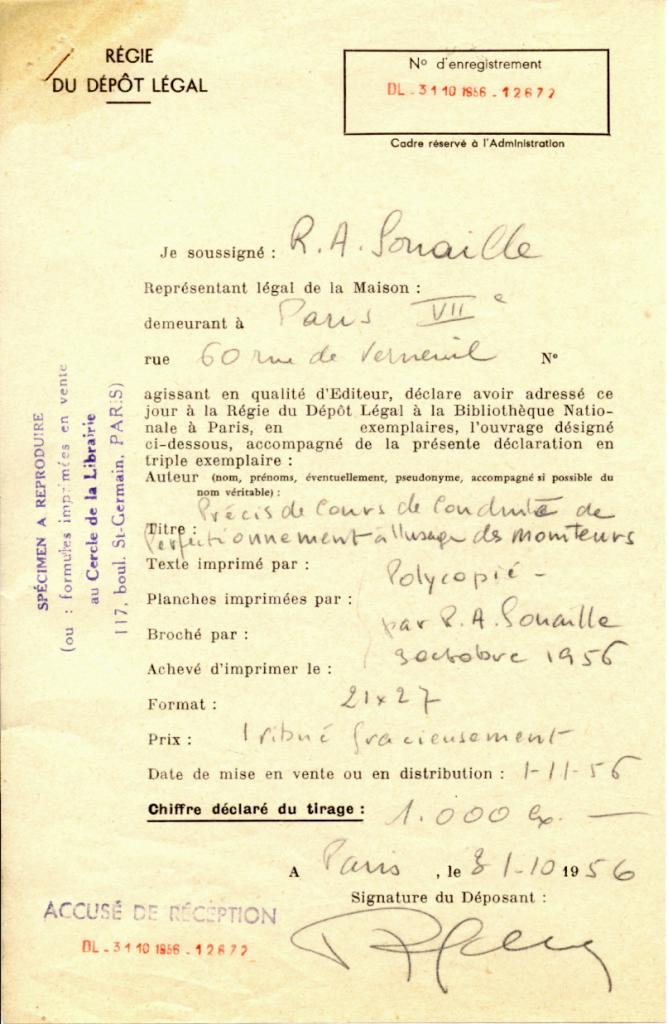 RÉGIE
DU DÉPÔT LÉGAL
Nº d'enregistrement
DL - 31 10 1956 - 12672
Cadre réservé à l'Administration
Je soussigné : R. A. Sonaille
Représentant légal de la Maison :
demeurant à Paris VIIe
rue 60 rue de Verneuil Nº
agissant en qualité d'Editeur, déclare avoir adressé ce
jour à la Régie du Dépôt Légal à la Bibliothèque Natio-
nale à Paris, en exemplaires, l'ouvrage désigné
ci-dessous, accompagné de la présente déclaration en
triple exemplaire :
Auteur (nom, prénoms, éventuellement, pseudonyme, accompagné si possible du
nom véritable) :
Précis de Cours de Conduite de
Titre : Perfectionnement à l'usage des Moniteurs
Texte imprimé par : Polycopié -
Planches imprimées par :
par R. A. Sonaille
Broché par :
3 octobre 1956
Achevé d'imprimer le :
Format : 21x27
Prix : gracieusement
Date de mise en vente ou en distribution : 1-11-56
Chiffre déclaré du tirage : 1.000 ex. —
A Paris, le 31-10 1956
Signature du Déposant :
ACCUSÉ DE RÉCEPTION
DL - 31 10 1956 - 12672
SPÉCIMEN A REPRODUIRE
(ou : formules imprimées en vente
au Cercle de la Librairie
117, boul. St-Germain, PARIS)